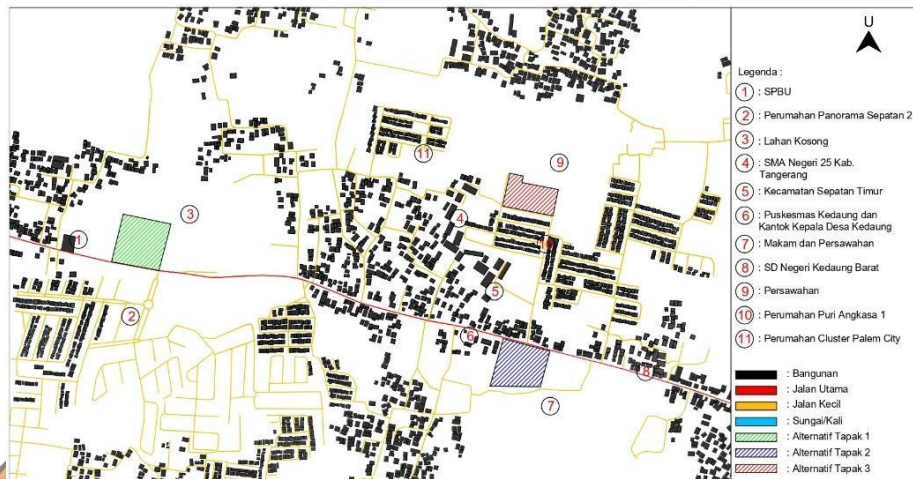 U
Legenda :
1 : SPBU
2 : Perumahan Panorama Sepatan 2
3 : Lahan Kosong
4 : SMA Negeri 25 Kab.
Tangerang
5 : Kecamatan Sepatan Timur
6 : Puskesmas Kedaung dan
Kantok Kepala Desa Kedaung
7 : Makam dan Persawahan
8 : SD Negeri Kedaung Barat
9 : Persawahan
10 : Perumahan Puri Angkasa 1
11 : Perumahan Cluster Palem City
: Bangunan
: Jalan Utama
: Jalan Kecil
: Sungai/Kali
: Alternatif Tapak 1
: Alternatif Tapak 2
: Alternatif Tapak 3
11
9
3
4
1
10
5
2
6
8
7